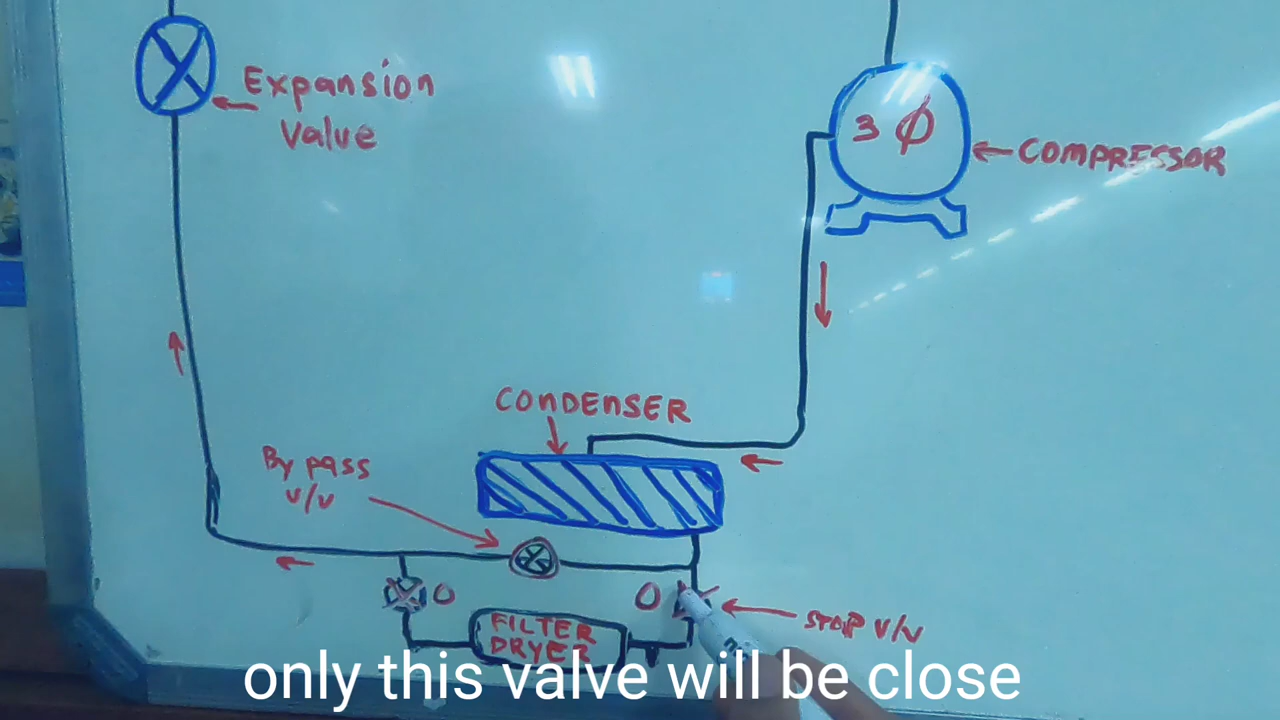 Expansion
Valve
3 Ф
COMPRESSOR
CONDENSER
By pass
v/v
O
O
STOP v/v
FILTER
DRYER
only this valve will be close